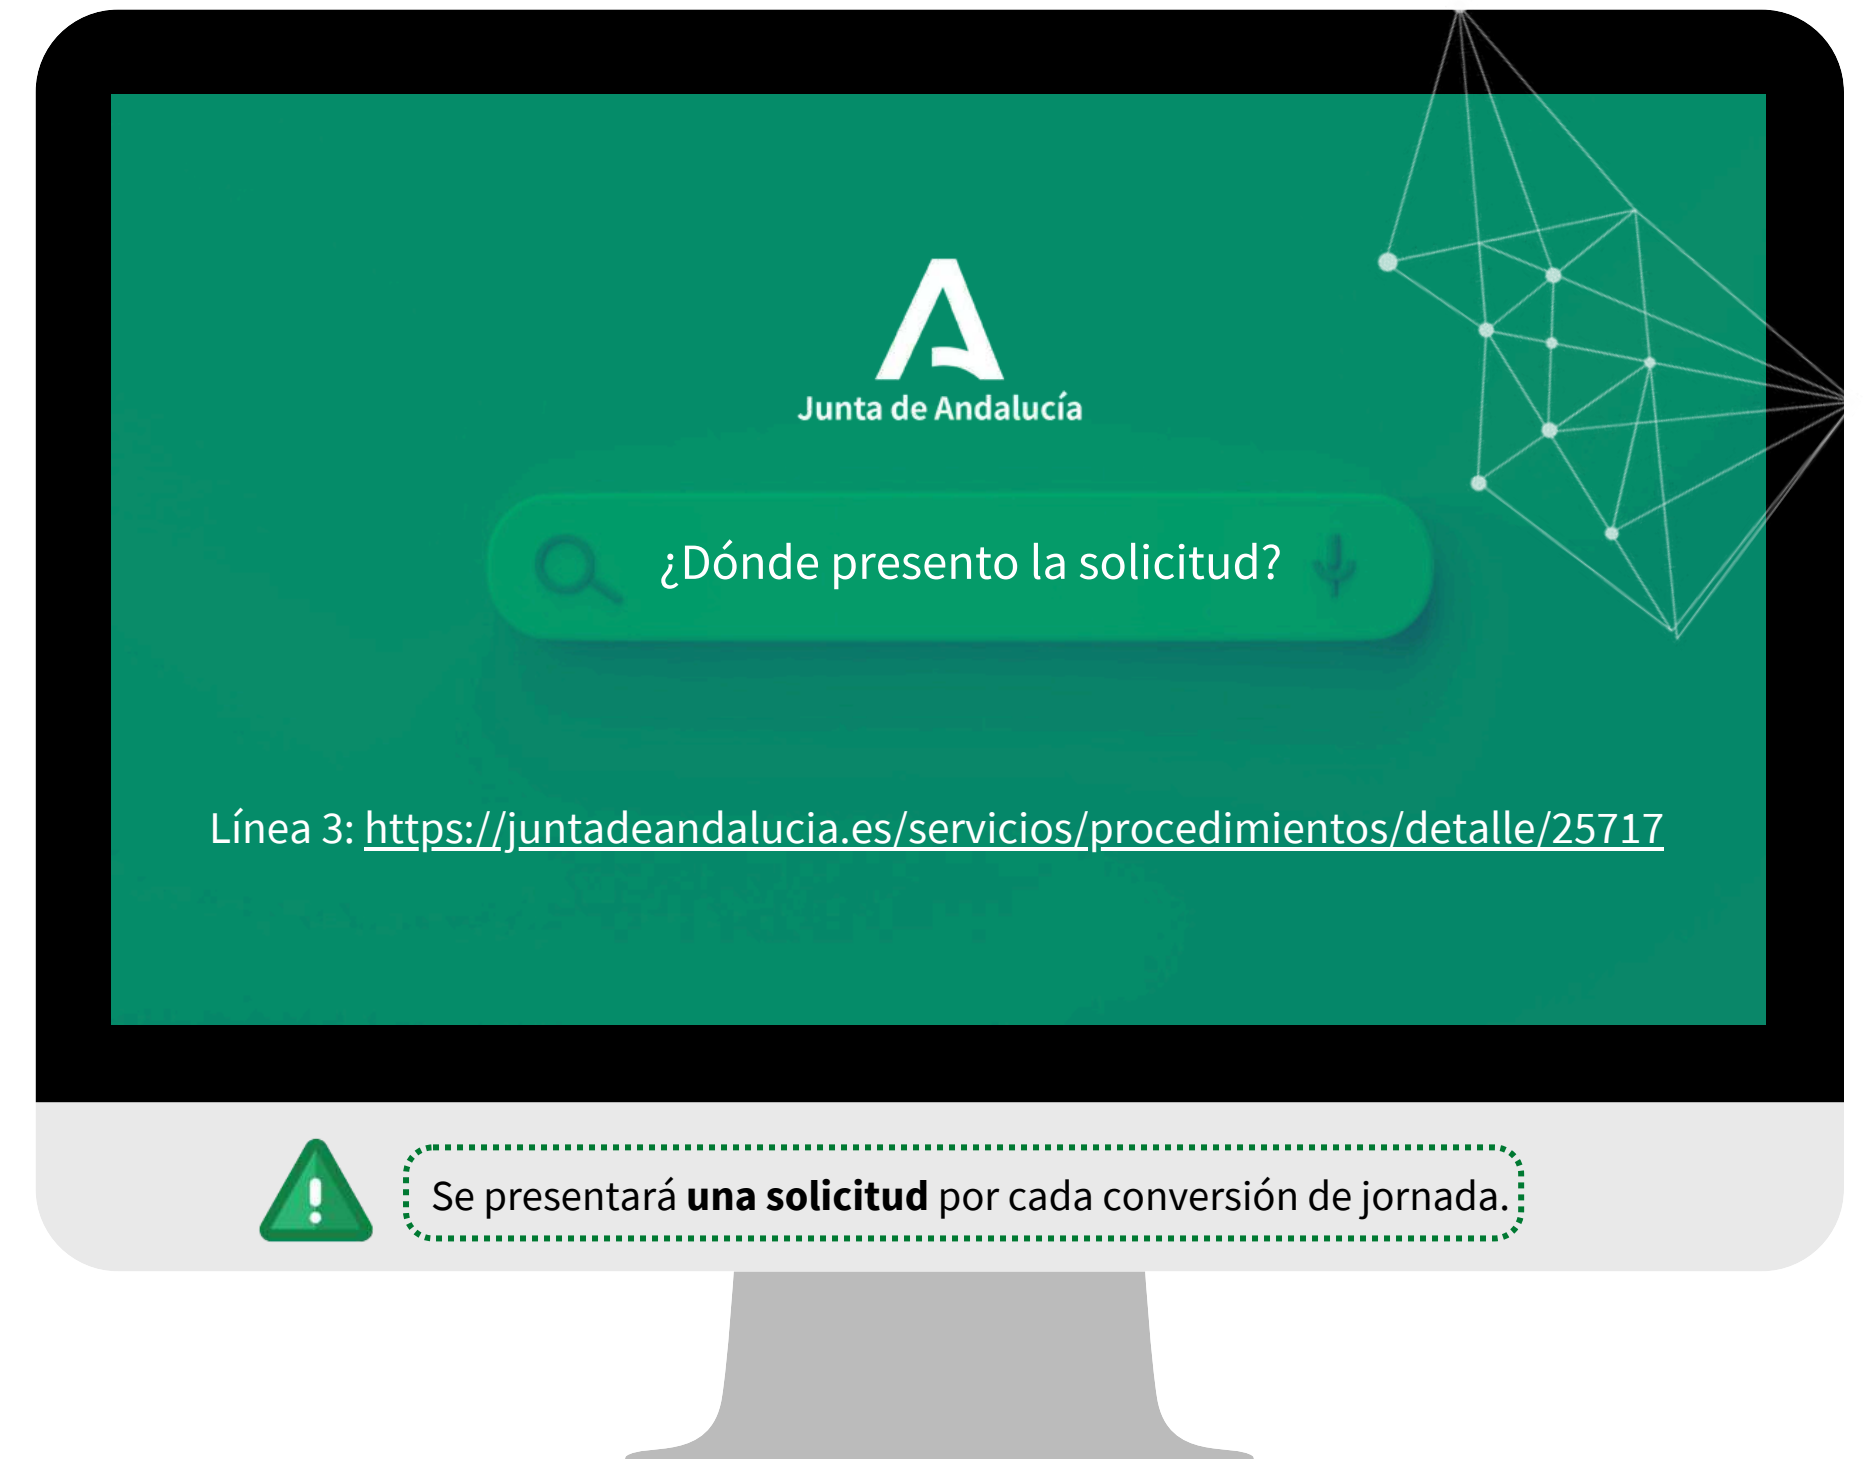 Junta de Andalucía
¿Dónde presento la solicitud?
Línea 3: https://juntadeandalucia.es/servicios/procedimientos/detalle/25717
Se presentará una solicitud por cada conversión de jornada.